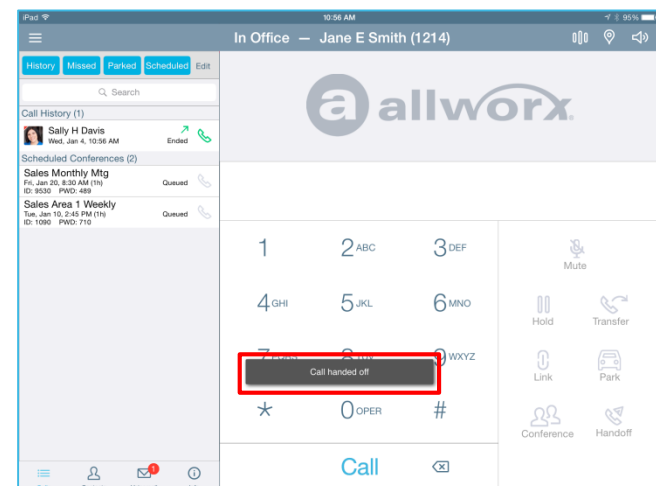 iPad 10:56 AM 95%
In Office — Jane E Smith (1214)
History Missed Parked Scheduled Edit
Search
Call History (1)
Sally H Davis
Wed, Jan 4, 10:56 AM Ended
Scheduled Conferences (2)
Sales Monthly Mtg
Fri, Jan 20, 8:30 AM (1h) Queued
ID: 9530 PWD: 489
Sales Area 1 Weekly
Tue, Jan 10, 2:45 PM (1h) Queued
ID: 1090 PWD: 710
a allworx
1 2 ABC 3 DEF
Mute
4 GHI 5 JKL 6 MNO
Hold Transfer
WXYZ
Call handed off
Link Park
* 0 OPER #
Conference Handoff
Call
1